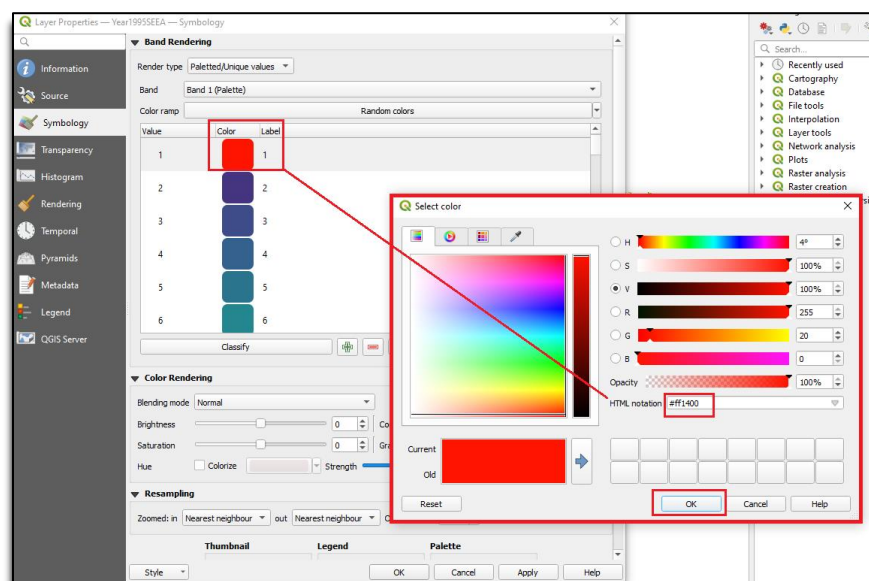 Layer Properties — Year1995SEEA — Symbology
Information
Source
Symbology
Transparency
Histogram
Rendering
Temporal
Pyramids
Metadata
Legend
QGIS Server
Band Rendering
Render type Paletted/Unique values
Band Band 1 (Palette)
Color ramp Random colors
Value Color Label
1 1
2 2
3 3
4 4
5 5
6 6
Classify
Color Rendering
Blending mode Normal
Brightness 0
Saturation 0
Hue Colorize Strength
Resampling
Zoomed: in Nearest neighbour out Nearest neighbour
Thumbnail Legend Palette
Style OK Cancel Apply Help
Select color
H 4°
S 100%
V 100%
R 255
G 20
B 0
Opacity 100%
HTML notation #ff1400
Current
Old
Reset OK Cancel Help
Search...
Recently used
Cartography
Database
File tools
Interpolation
Layer tools
Network analysis
Plots
Raster analysis
Raster creation